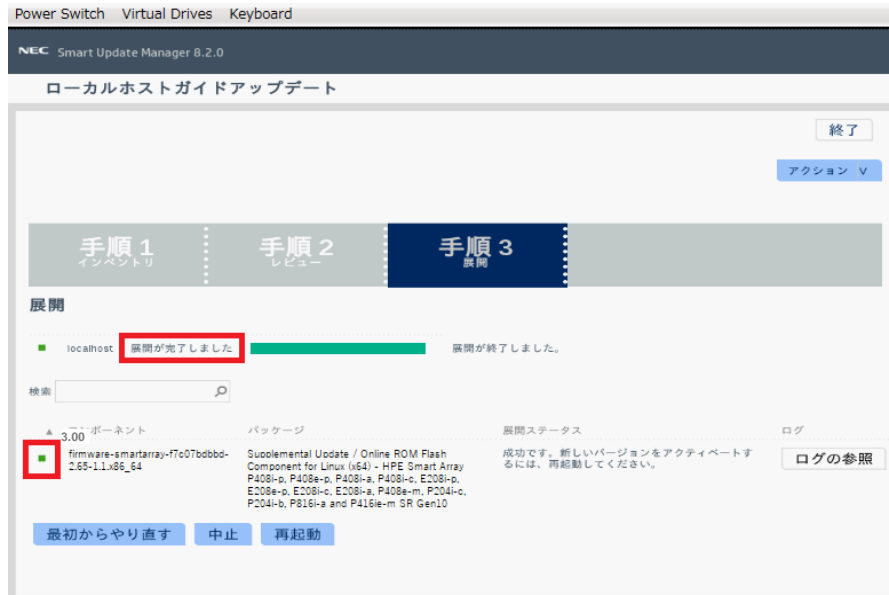 Power Switch Virtual Drives Keyboard
NEC Smart Update Manager 8.2.0
ローカルホストガイドアップデート
終了
アクション ∨
手順1
インベントリ
手順2
レビュー
手順3
展開
展開
localhost 展開が完了しました 展開が終了しました。
検索
▲ コンポーネント パッケージ 展開ステータス ログ
3.00
firmware-smartarray-f7c07bdbbd-
2.65-1.1.x86_64
Supplemental Update / Online ROM Flash
Component for Linux (x64) - HPE Smart Array
P408i-p, P408e-p, P408i-a, P408i-c, E208i-p,
E208e-p, E208i-c, E208i-a, P408e-m, P204i-c,
P204i-b, P816i-a and P416ie-m SR Gen10
成功です。新しいバージョンをアクティベートす
るには、再起動してください。
ログの参照
最初からやり直す 中止 再起動